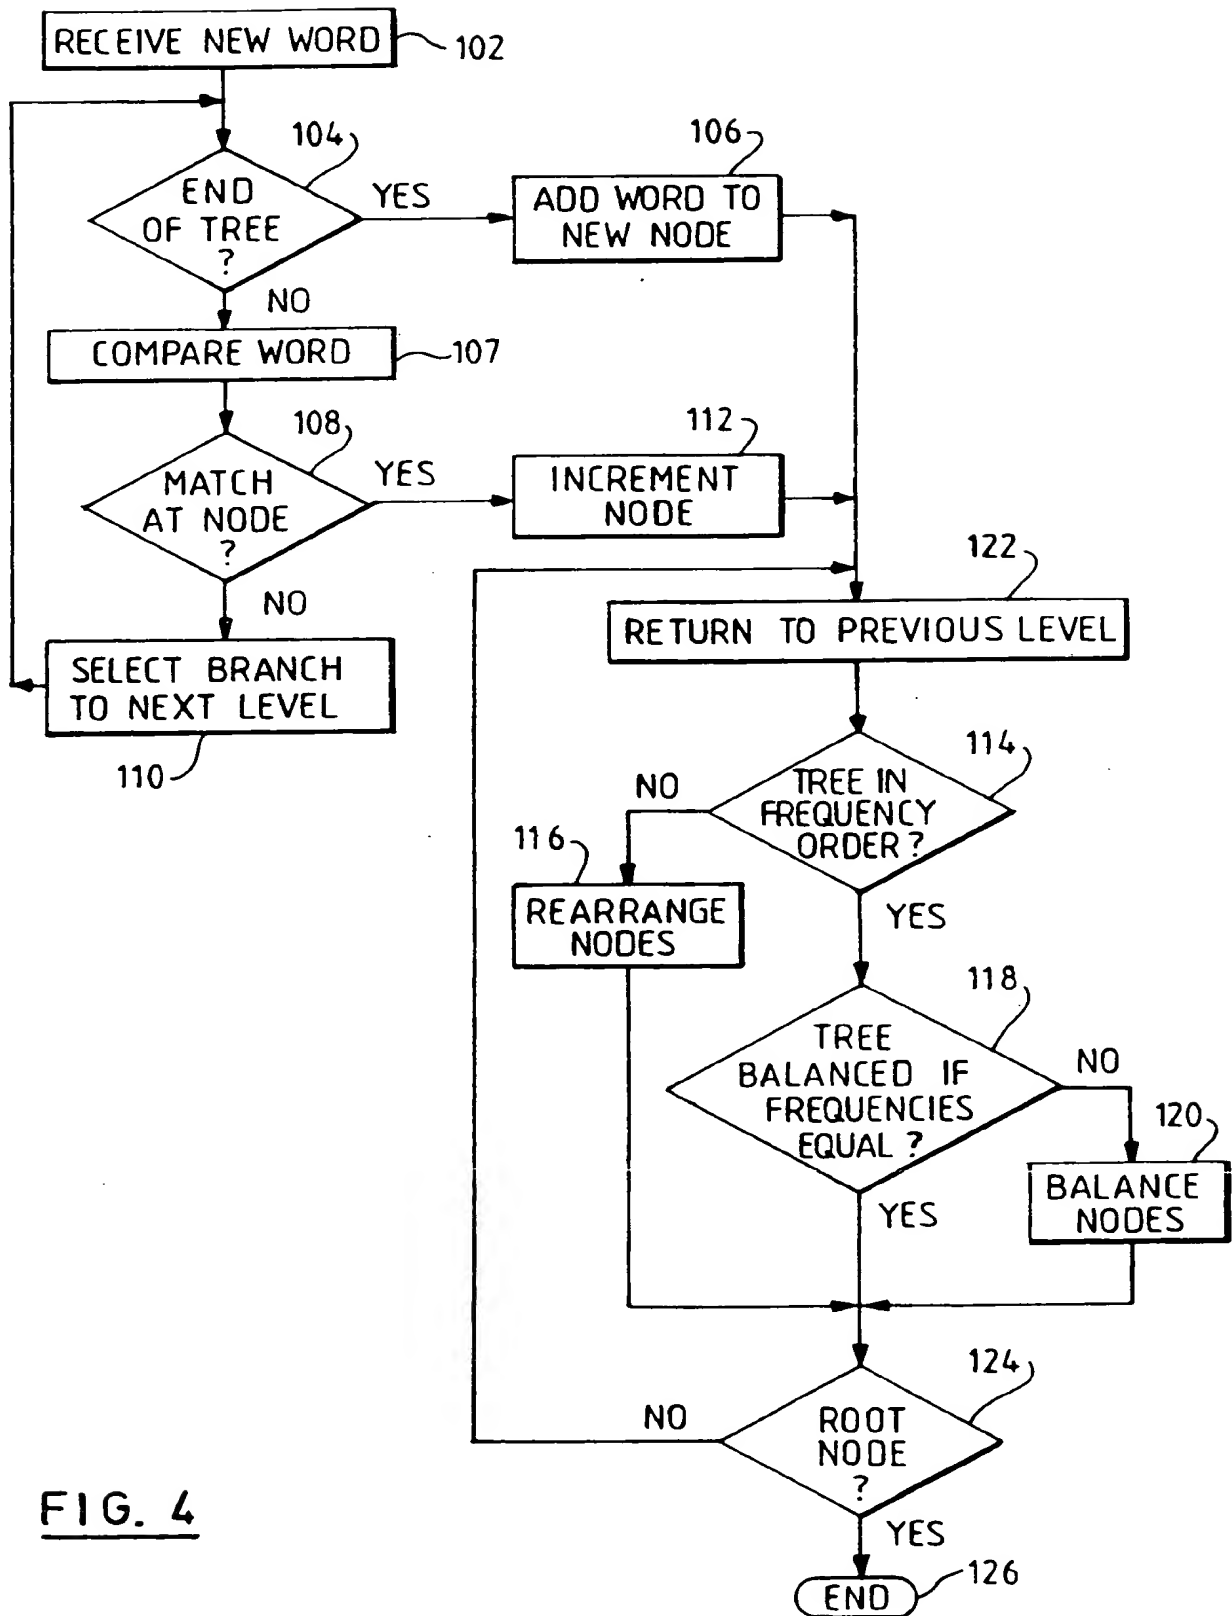 RECEIVE NEW WORD
102
104
END
OF TREE
?
YES
106
ADD WORD TO
NEW NODE
NO
COMPARE WORD
107
108
MATCH
AT NODE
?
YES
112
INCREMENT
NODE
NO
SELECT BRANCH
TO NEXT LEVEL
110
122
RETURN TO PREVIOUS LEVEL
114
TREE IN
FREQUENCY
ORDER?
NO
116
REARRANGE
NODES
YES
118
TREE
BALANCED IF
FREQUENCIES
EQUAL?
NO
120
BALANCE
NODES
YES
124
ROOT
NODE
?
NO
YES
END
126
FIG. 4